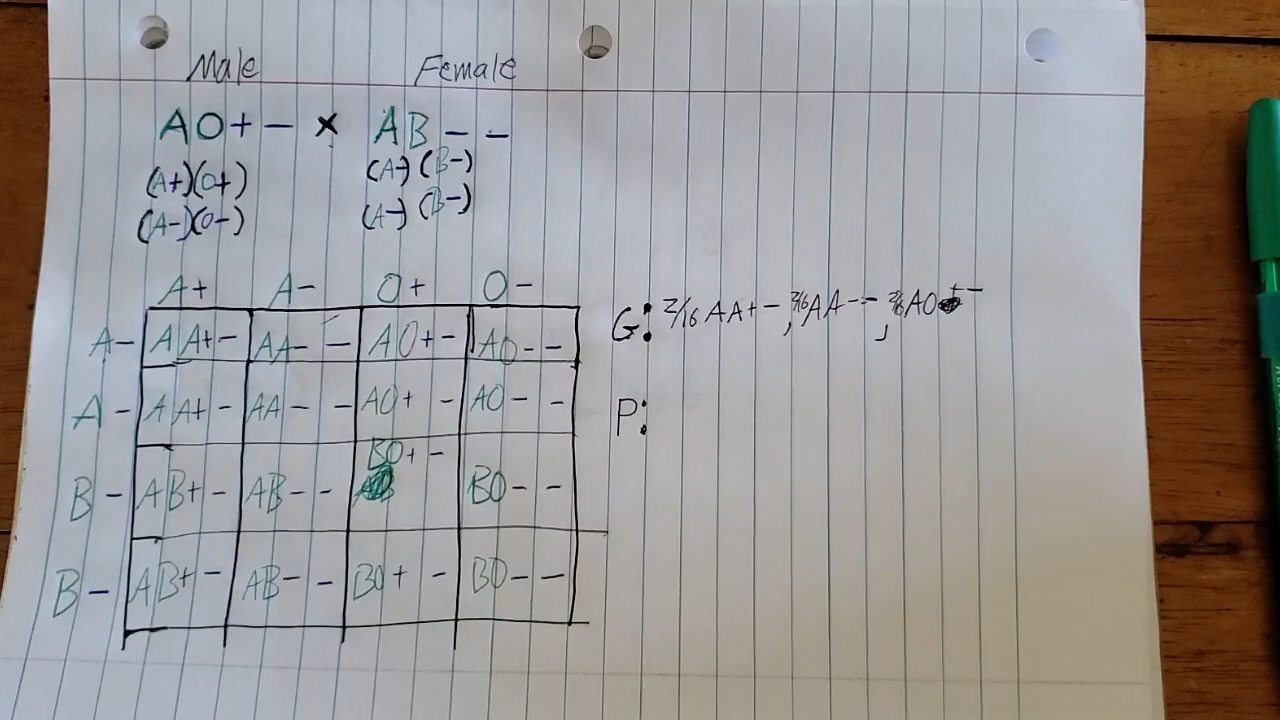 Male Female
AO+- × AB--
(A+)(O+) (A-)(B-)
(A-)(O-) (A-)(B-)
A+ A- O+ O-
A- AA+- AA-- AO+- AO--
A- AA+- AA-- AO+- AO--
B- AB+- AB-- BO+- BO--
B- AB+- AB-- BO+- BO--
G: 2/16 AA+-, 2/16 AA--, 2/16 AO+-
P: